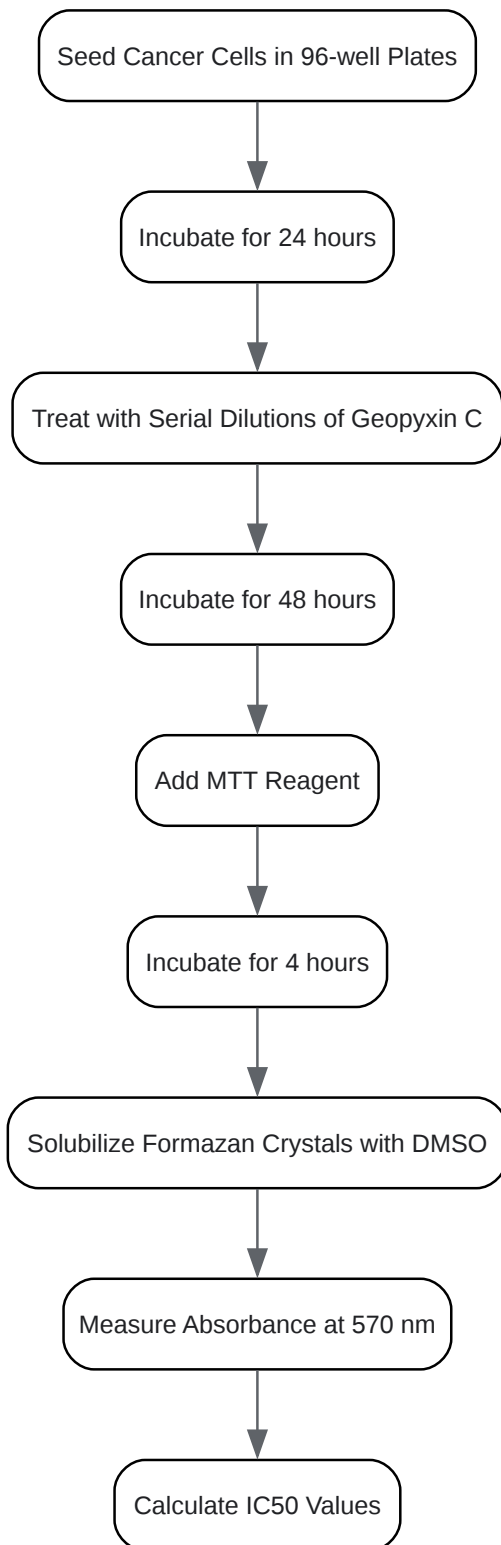 Seed Cancer Cells in 96-well Plates
Incubate for 24 hours
Treat with Serial Dilutions of Geopyxin C
Incubate for 48 hours
Add MTT Reagent
Incubate for 4 hours
Solubilize Formazan Crystals with DMSO
Measure Absorbance at 570 nm
Calculate IC50 Values